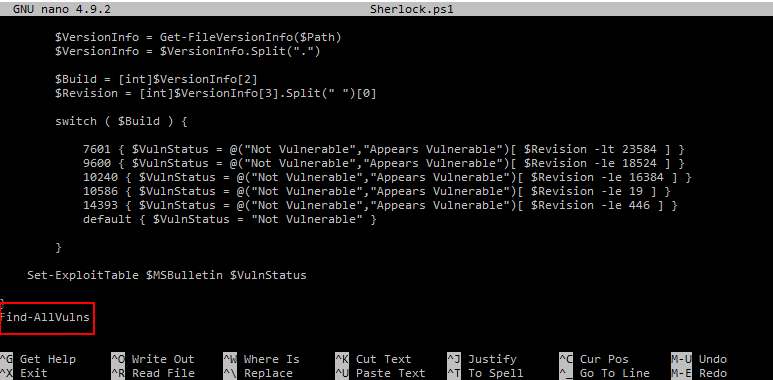 GNU nano 4.9.2 Sherlock.ps1
$VersionInfo = Get-FileVersionInfo($Path)
$VersionInfo = $VersionInfo.Split(".")
$Build = [int]$VersionInfo[2]
$Revision = [int]$VersionInfo[3].Split(" ")[0]
switch ( $Build ) {
7601 { $VulnStatus = @("Not Vulnerable","Appears Vulnerable")[ $Revision -lt 23584 ] }
9600 { $VulnStatus = @("Not Vulnerable","Appears Vulnerable")[ $Revision -le 18524 ] }
10240 { $VulnStatus = @("Not Vulnerable","Appears Vulnerable")[ $Revision -le 16384 ] }
10586 { $VulnStatus = @("Not Vulnerable","Appears Vulnerable")[ $Revision -le 19 ] }
14393 { $VulnStatus = @("Not Vulnerable","Appears Vulnerable")[ $Revision -le 446 ] }
default { $VulnStatus = "Not Vulnerable" }
}
Set-ExploitTable $MSBulletin $VulnStatus
}
Find-AllVulns
^G Get Help ^O Write Out ^W Where Is ^K Cut Text ^J Justify ^C Cur Pos M-U Undo
^X Exit ^R Read File ^\ Replace ^U Paste Text ^T To Spell ^_ Go To Line M-E Redo